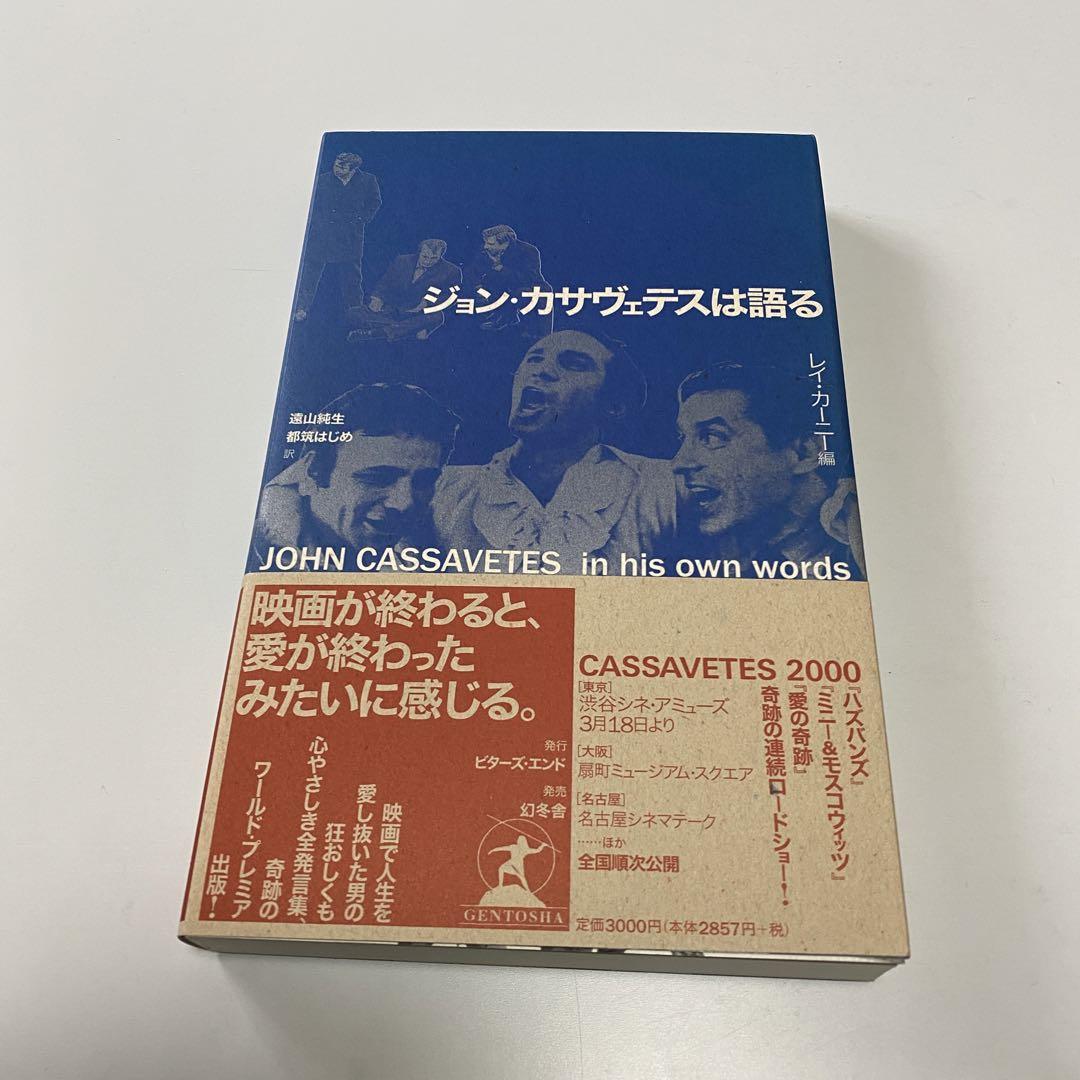 ジョン・カサヴェテスは語る
レイ・カーニー編
遠山純生
都筑はじめ
訳
JOHN CASSAVETES in his own words
映画が終わると、
愛が終わった
みたいに感じる。
映画で人生を
愛し抜いた男の
狂おしくも
心やさしき全発言集、
奇跡の
ワールド・プレミア
出版！
発行
ビターズ・エンド
発売
幻冬舎
GENTOSHA
CASSAVETES 2000
[東京]
渋谷シネ・アミューズ
3月18日より
[大阪]
扇町ミュージアム・スクエア
[名古屋]
名古屋シネマテーク
……ほか
全国順次公開
『ハズバンズ』
『ミニー&モスコウィッツ』
『愛の奇跡』
奇跡の連続ロードショー！
定価3000円(本体2857円+税)